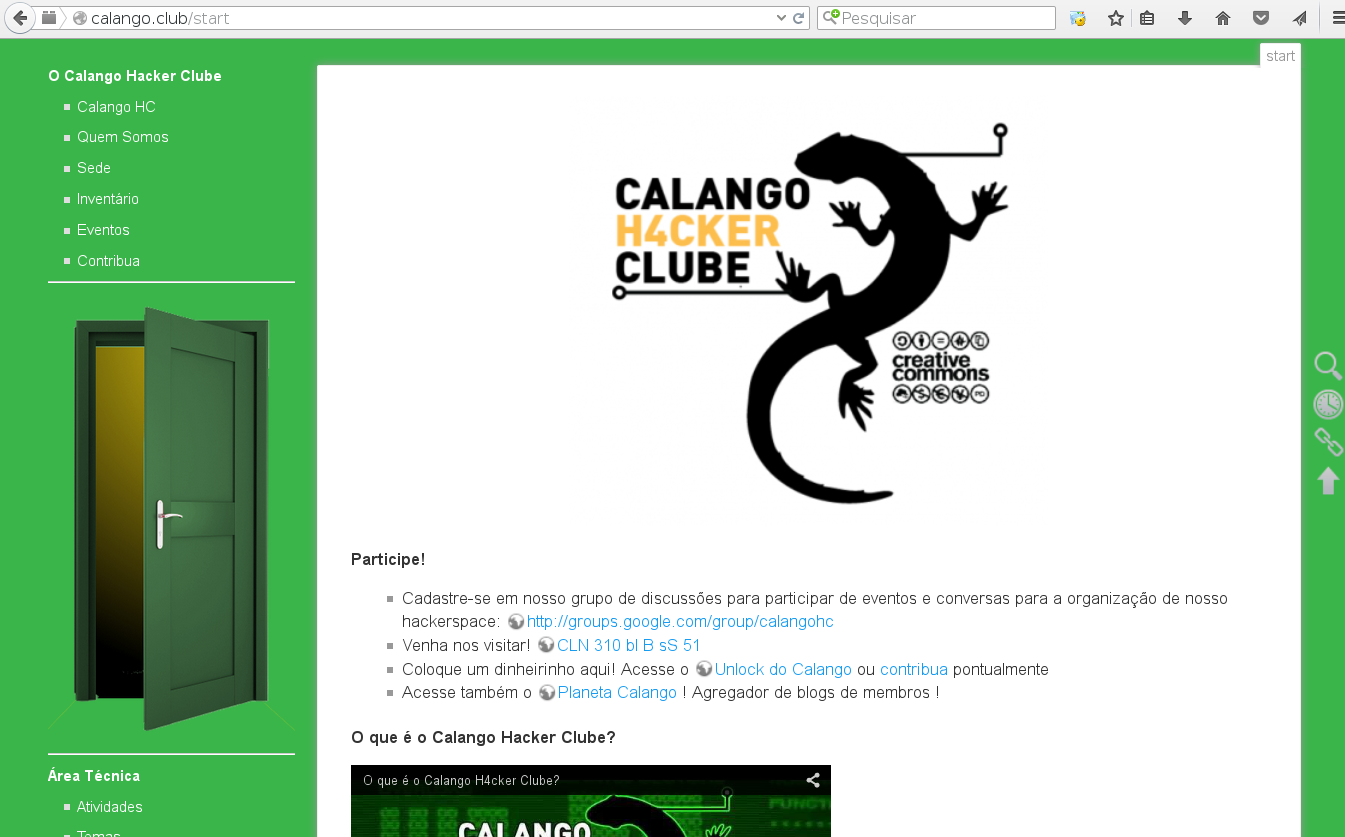 calango.club/start
Pesquisar
start
O Calango Hacker Clube
Calango HC
Quem Somos
Sede
Inventário
Eventos
Contribua
Área Técnica
Atividades
Temas
CALANGO
H4CKER
CLUBE
creative
commons
PD
Participe!
Cadastre-se em nosso grupo de discussões para participar de eventos e conversas para a organização de nosso
hackerspace: http://groups.google.com/group/calangohc
Venha nos visitar! CLN 310 bl B sS 51
Coloque um dinheirinho aqui! Acesse o Unlock do Calango ou contribua pontualmente
Acesse também o Planeta Calango ! Agregador de blogs de membros !
O que é o Calango Hacker Clube?
O que é o Calango H4cker Clube?
CALANGO